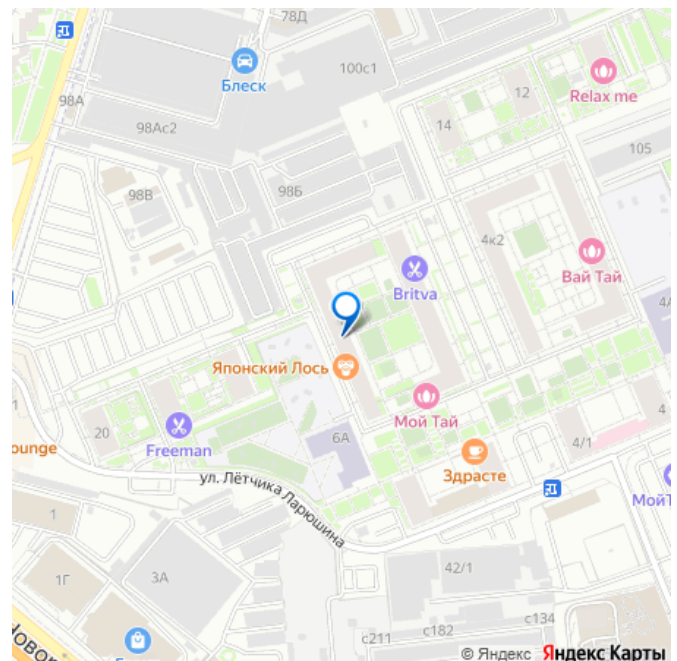 78Д
98А
Блеск
100с1
98Ас2
12
Relax me
14
105
98В
98Б
4к2
Britva
Вай Тай
4А
Японский Лось
Мой Тай
20
Freeman
6А
4
4/1
ounge
Здрасте
1
ул. Лётчика Ларюшина
МойТ
1
1Г
3А
42/1
с134
с182
с211
Новор
© Яндекс Яндекс Карты